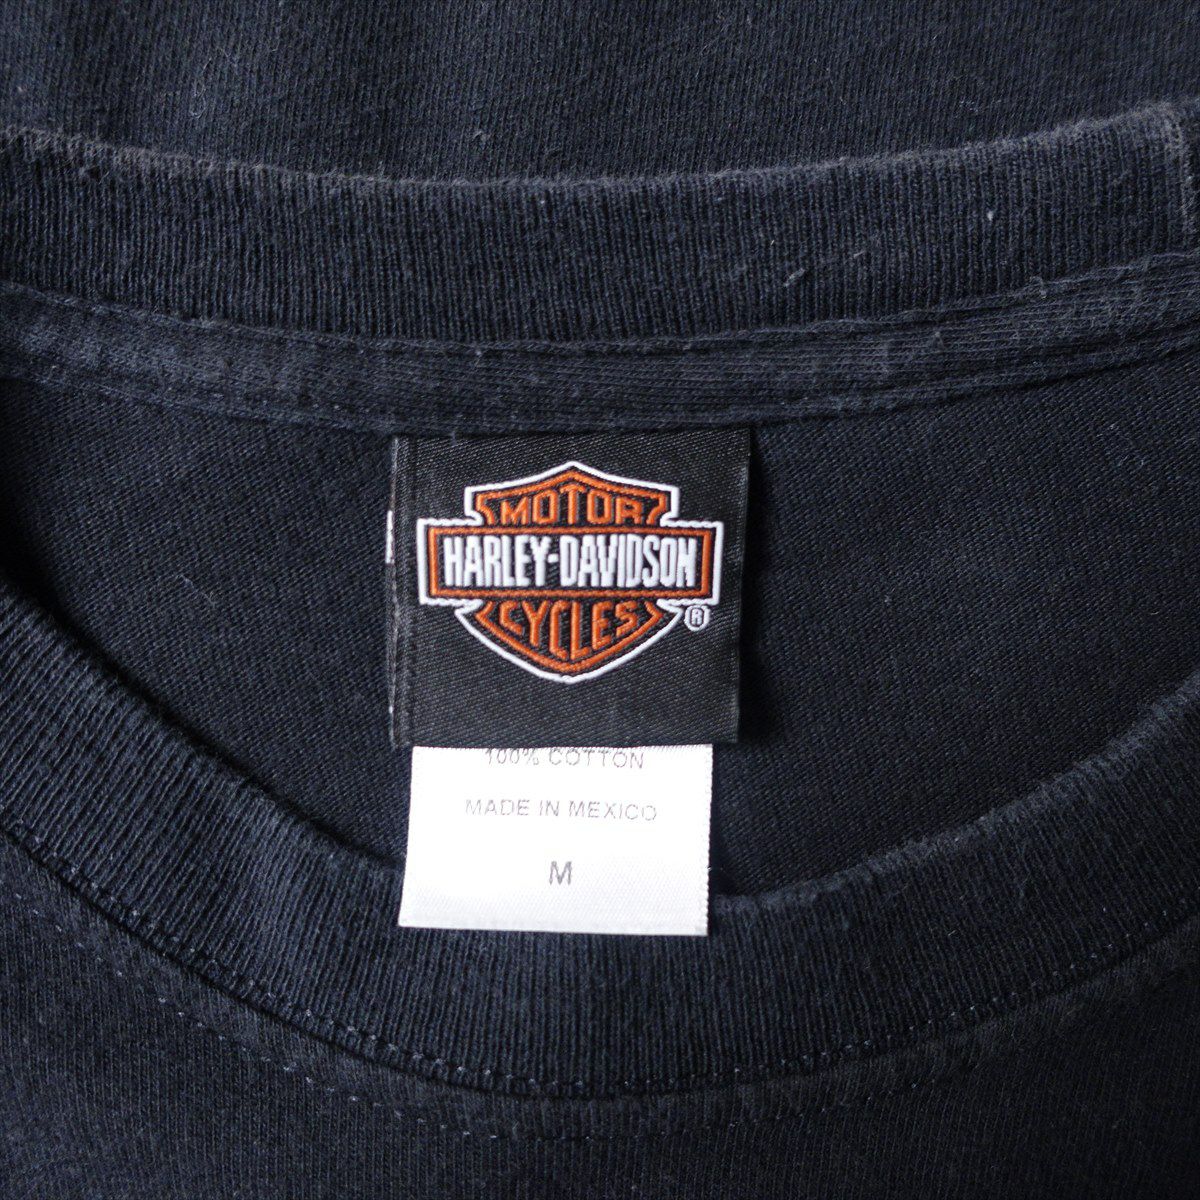 MOTOR
HARLEY-DAVIDSON
CYCLES
®
100% COTTON
MADE IN MEXICO
M